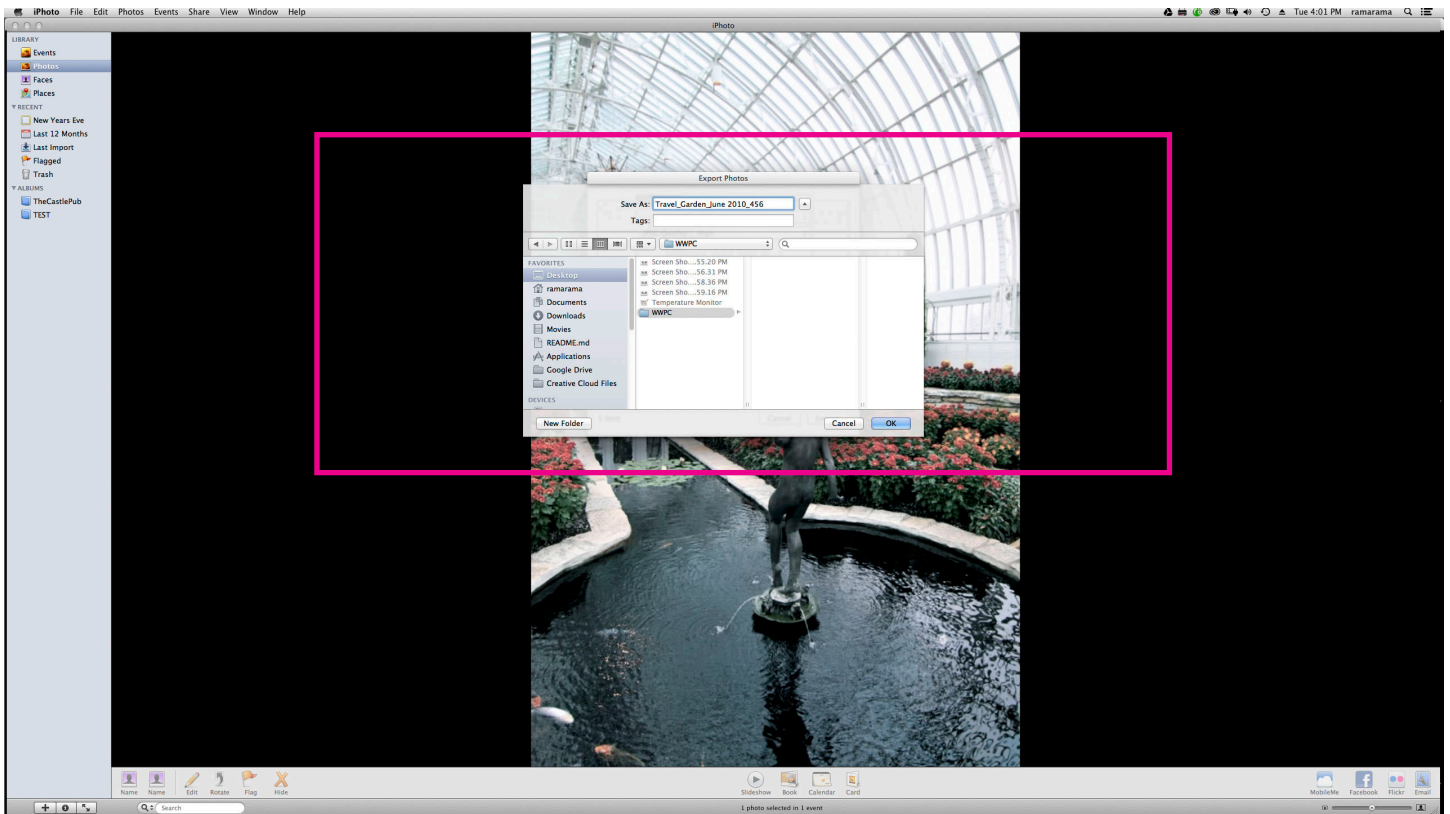 iPhoto File Edit Photos Events Share View Window Help Tue 4:01 PM ramarama
iPhoto
LIBRARY
Events
Photos
Faces
Places
RECENT
New Years Eve
Last 12 Months
Last Import
Flagged
Trash
ALBUMS
TheCastlePub
TEST
Export Photos
Save As: Travel_Garden_June 2010_456
Tags:
WWPC
FAVORITES
Desktop
ramarama
Documents
Downloads
Movies
README.md
Applications
Google Drive
Creative Cloud Files
DEVICES
Screen Sho....55.20 PM
Screen Sho....56.31 PM
Screen Sho....58.36 PM
Screen Sho....59.16 PM
Temperature Monitor
WWPC
New Folder Cancel OK
Name Name Edit Rotate Flag Hide Slideshow Book Calendar Card MobileMe Facebook Flickr Email
Search 1 photo selected in 1 event